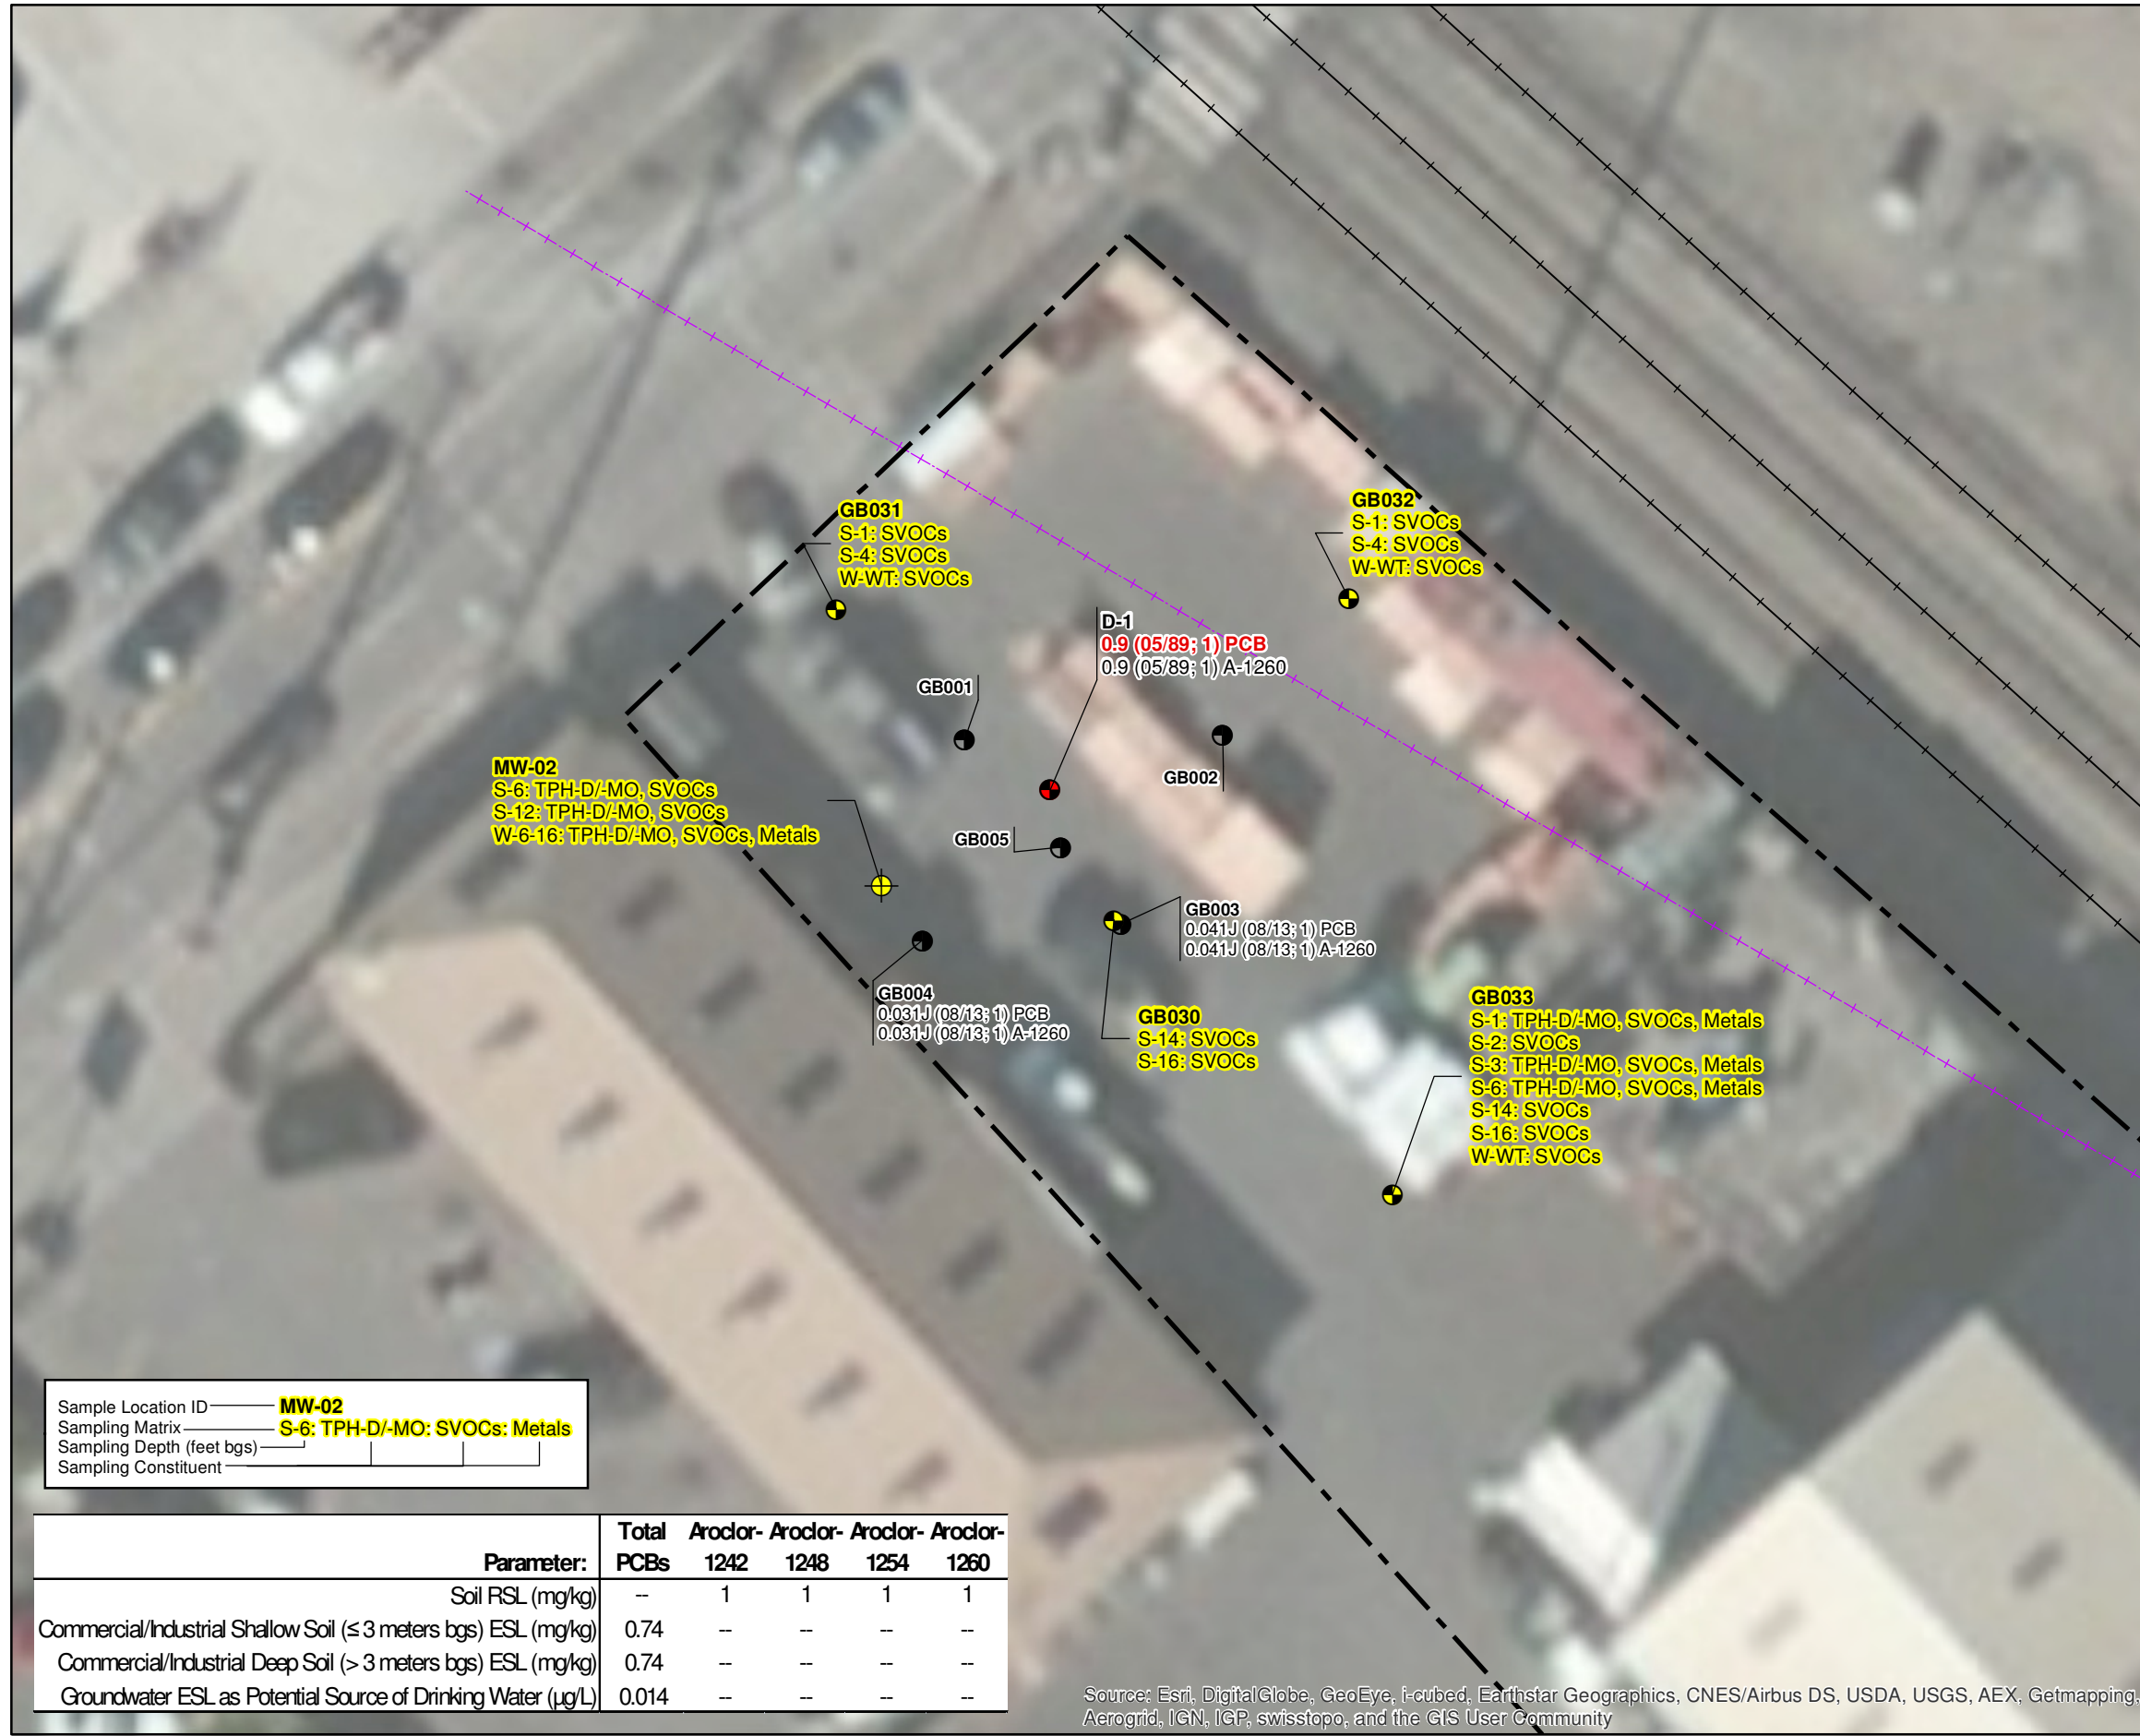 GB031
S-1: SVOCs
S-4: SVOCs
W-WT: SVOCs
GB032
S-1: SVOCs
S-4: SVOCs
W-WT: SVOCs
D-1
0.9 (05/89; 1) PCB
0.9 (05/89; 1) A-1260
GB001
GB002
MW-02
S-6: TPH-D/-MO, SVOCs
S-12: TPH-D/-MO, SVOCs
W-6-16: TPH-D/-MO, SVOCs, Metals
GB005
GB003
0.041J (08/13; 1) PCB
0.041J (08/13; 1) A-1260
GB004
0.031J (08/13; 1) PCB
0.031J (08/13; 1) A-1260
GB030
S-14: SVOCs
S-16: SVOCs
GB033
S-1: TPH-D/-MO, SVOCs, Metals
S-2: SVOCs
S-3: TPH-D/-MO, SVOCs, Metals
S-6: TPH-D/-MO, SVOCs, Metals
S-14: SVOCs
S-16: SVOCs
W-WT: SVOCs
Sample Location ID MW-02
Sampling Matrix S-6: TPH-D/-MO: SVOCs: Metals
Sampling Depth (feet bgs)
Sampling Constituent
Total Aroclor- Aroclor- Aroclor- Aroclor-
Parameter: PCBs 1242 1248 1254 1260
Soil RSL (mg/kg) -- 1 1 1 1
Commercial/Industrial Shallow Soil (≤ 3 meters bgs) ESL (mg/kg) 0.74 -- -- -- --
Commercial/Industrial Deep Soil (> 3 meters bgs) ESL (mg/kg) 0.74 -- -- -- --
Groundwater ESL as Potential Source of Drinking Water (µg/L) 0.014 -- -- -- --
Source: Esri, DigitalGlobe, GeoEye, i-cubed, Earthstar Geographics, CNES/Airbus DS, USDA, USGS, AEX, Getmapping,
Aerogrid, IGN, IGP, swisstopo, and the GIS User Community